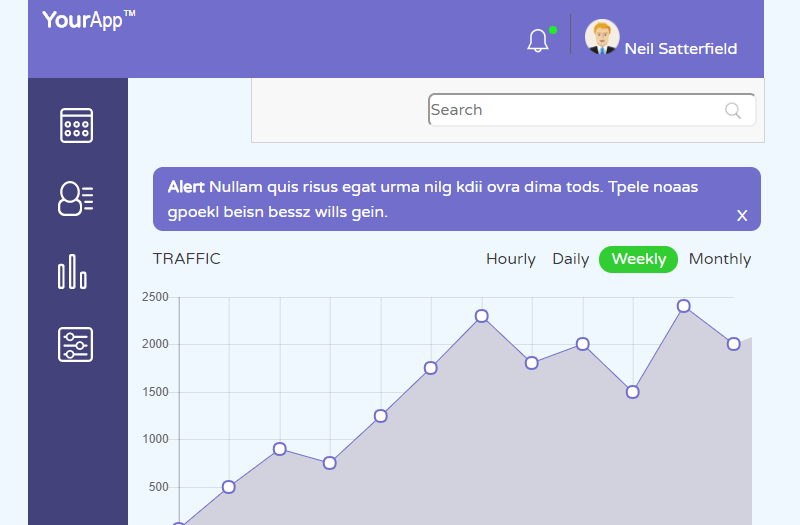 YourApp™
Neil Satterfield
Search
Alert Nullam quis risus egat urma nilg kdii ovra dima tods. Tpele noaas
gpoekl beisn bessz wills gein.
X
TRAFFIC Hourly Daily Weekly Monthly
2500
2000
1500
1000
500